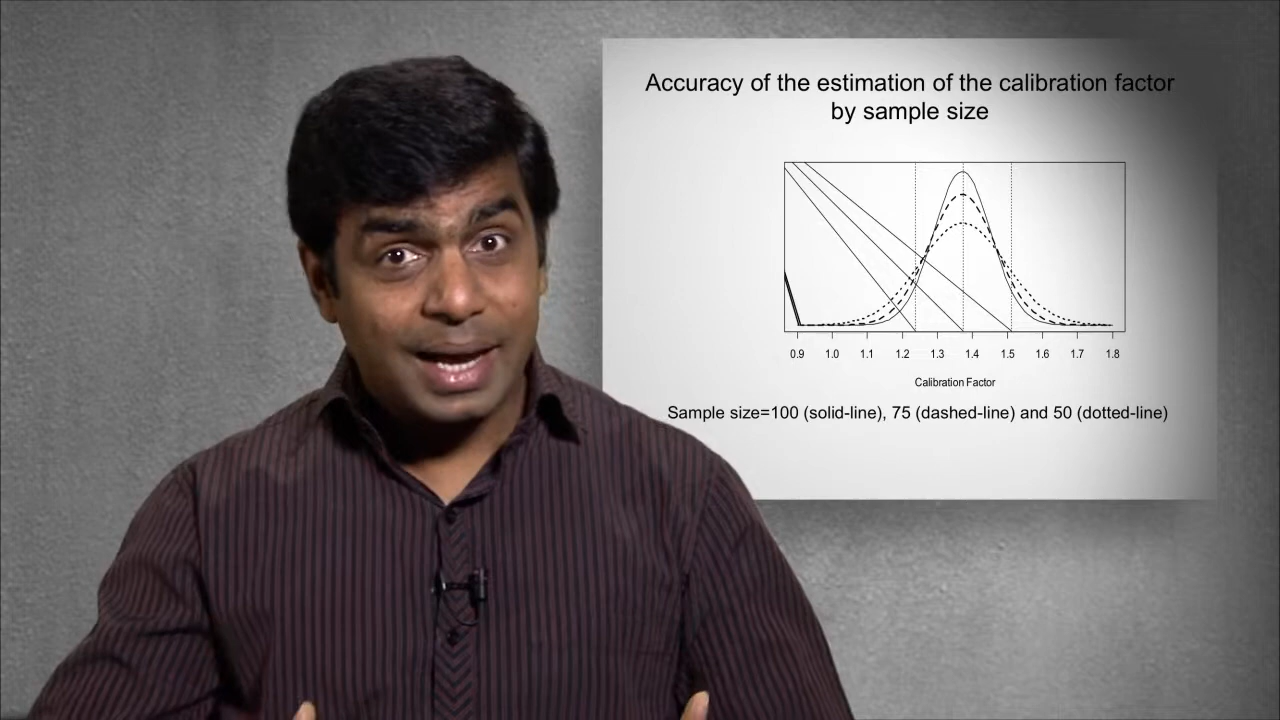 Accuracy of the estimation of the calibration factor
by sample size
0.9 1.0 1.1 1.2 1.3 1.4 1.5 1.6 1.7 1.8
Calibration Factor
Sample size=100 (solid-line), 75 (dashed-line) and 50 (dotted-line)